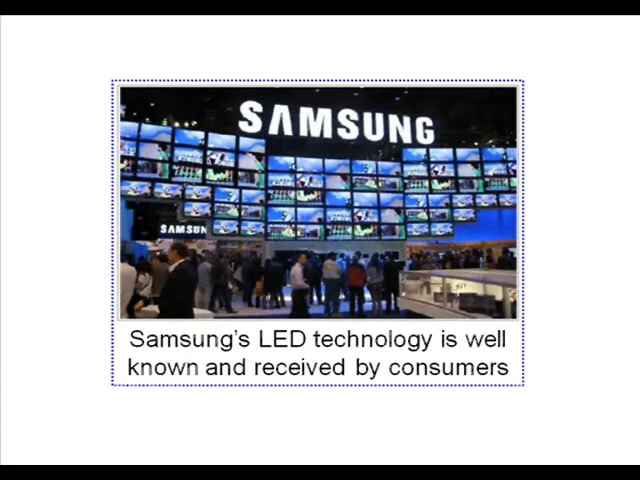 SAMSUNG
SAMSUNG
Samsung's LED technology is well
known and received by consumers